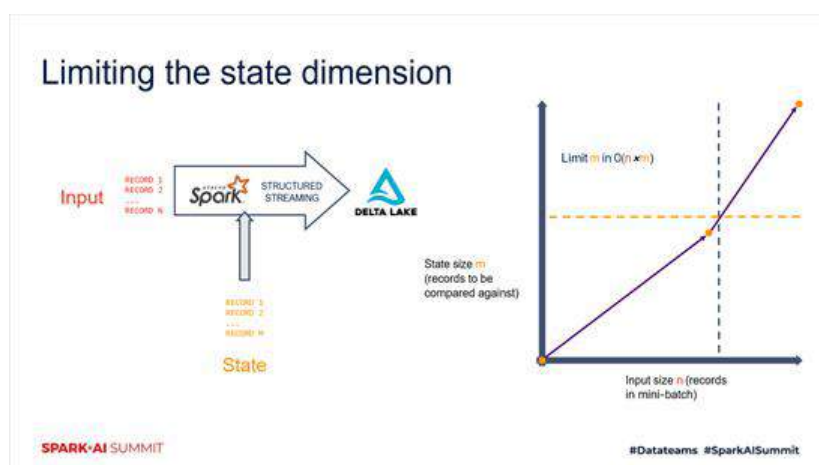 Limiting the state dimension
Input
RECORD 1
RECORD 2
...
RECORD N
APACHE
Spark
STRUCTURED
STREAMING
DELTA LAKE
RECORD 1
RECORD 2
...
RECORD M
State
Limit m in O(n×m)
State size m
(records to be
compared against)
Input size n (records
in mini-batch)
SPARK+AI SUMMIT
#Datateams #SparkAISummit